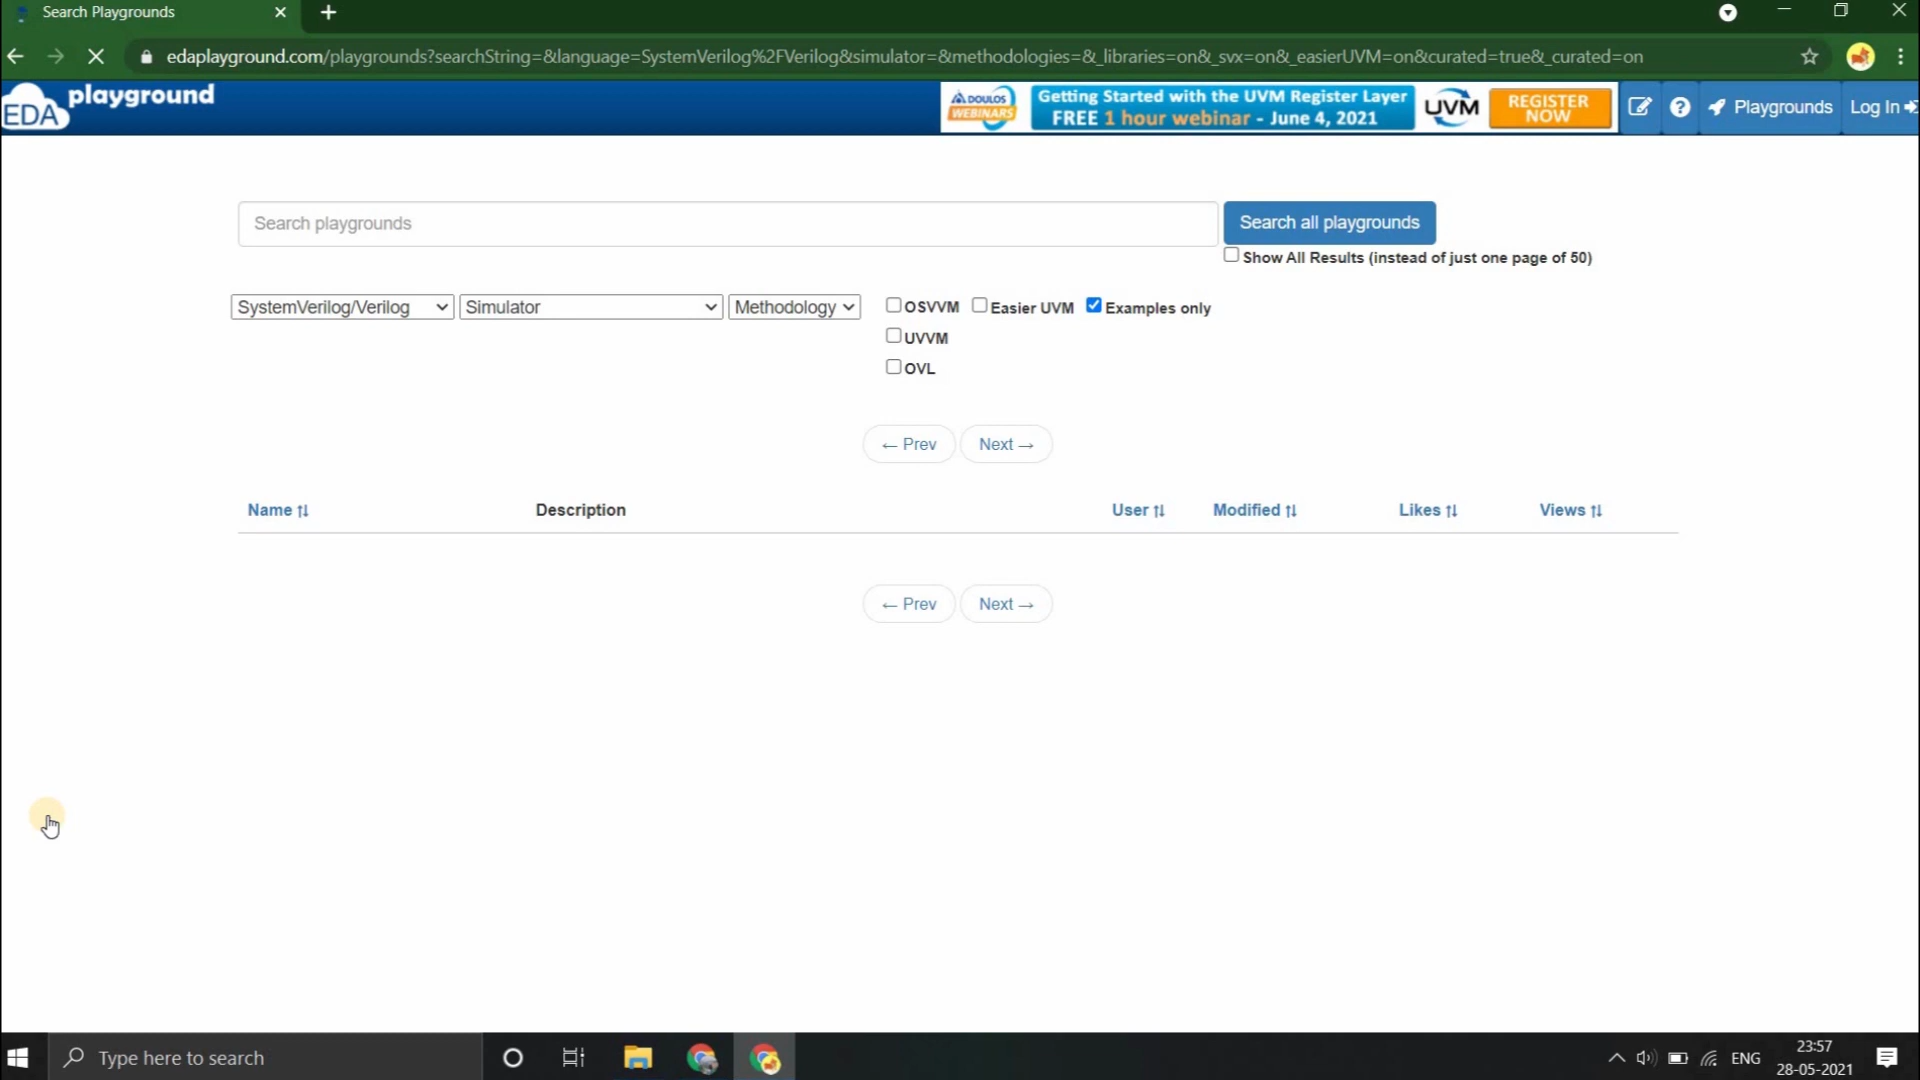 Search Playgrounds
edaplayground.com/playgrounds?searchString=&language=SystemVerilog%2FVerilog&simulator=&methodologies=&_libraries=on&_svx=on&_easierUVM=on&curated=true&_curated=on
EDA playground
DOULOS WEBINARS
Getting Started with the UVM Register Layer
FREE 1 hour webinar - June 4, 2021
UVM
REGISTER NOW
Playgrounds
Log In
Search playgrounds
Search all playgrounds
Show All Results (instead of just one page of 50)
SystemVerilog/Verilog Simulator Methodology OSVVM Easier UVM Examples only
UVVM
OVL
← Prev Next →
Name Description User Modified Likes Views
← Prev Next →
Type here to search
ENG
23:57
28-05-2021